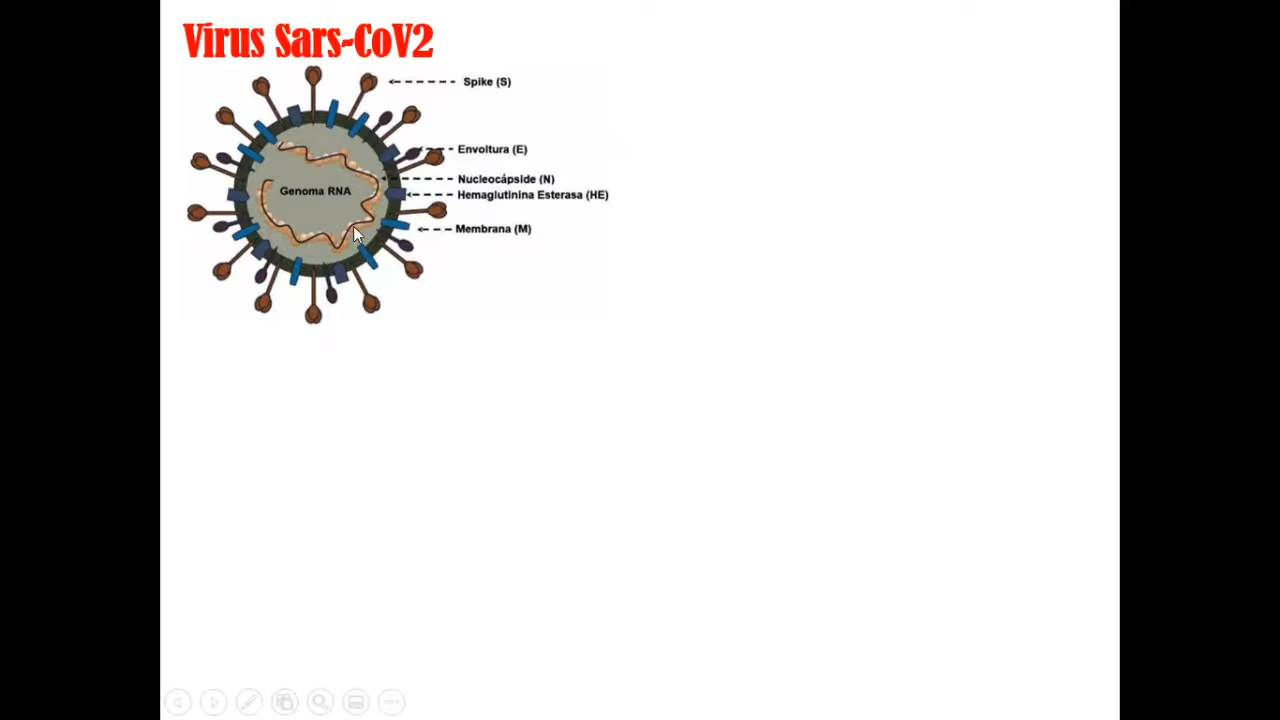 Virus Sars-CoV2
Spike (S)
Envoltura (E)
Nucleocápside (N)
Genoma RNA
Hemaglutinina Esterasa (HE)
Membrana (M)